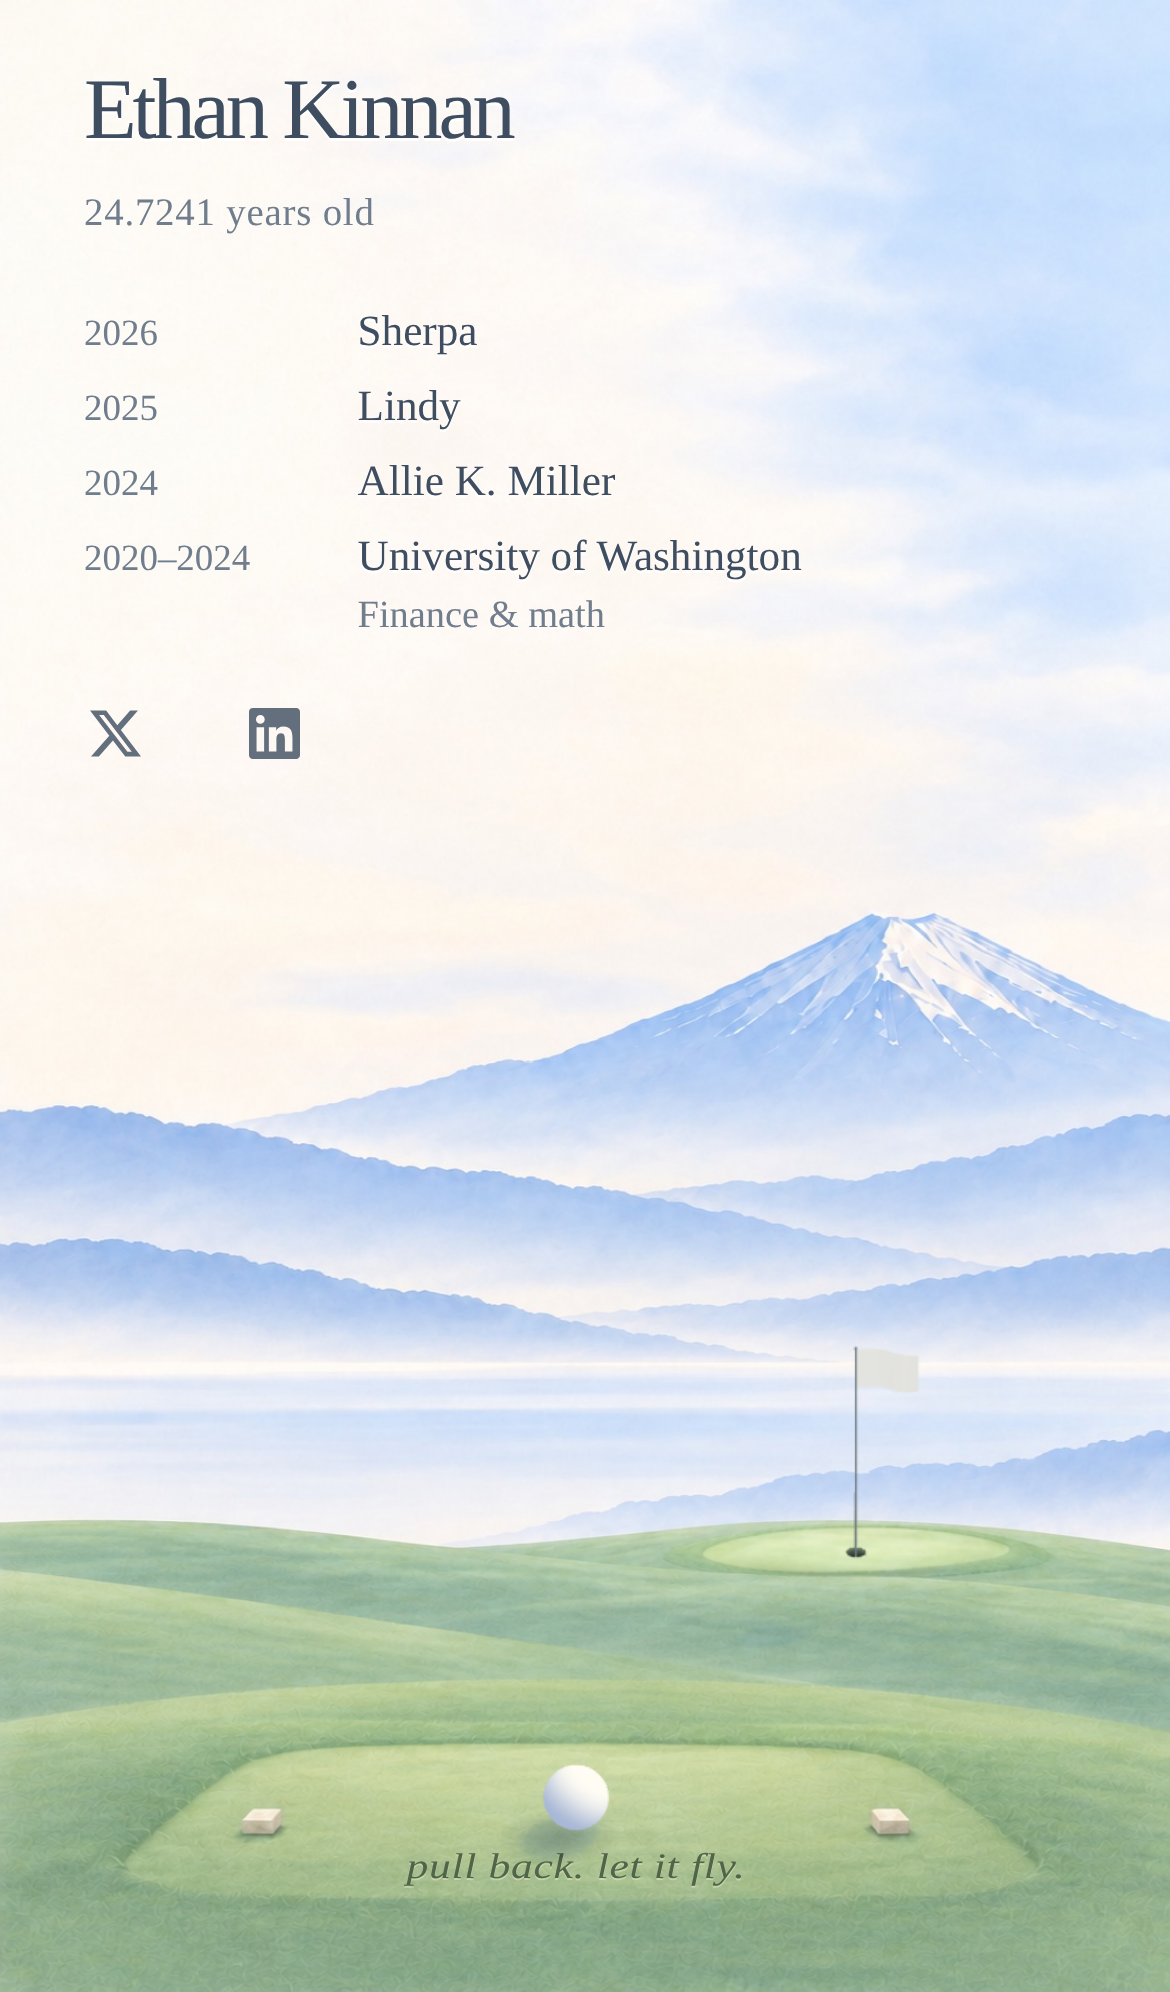 Ethan Kinnan
24.7241 years old
2026 Sherpa
2025 Lindy
2024 Allie K. Miller
2020–2024 University of Washington
Finance & math
X in
pull back. let it fly.